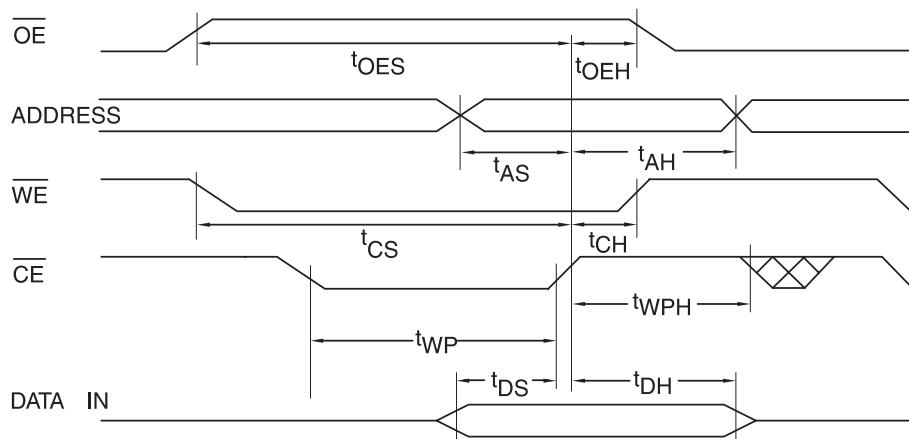 OE
tOES
tOEH
ADDRESS
tAS
tAH
WE
tCS
tCH
CE
tWPH
tWP
tDS
tDH
DATA IN